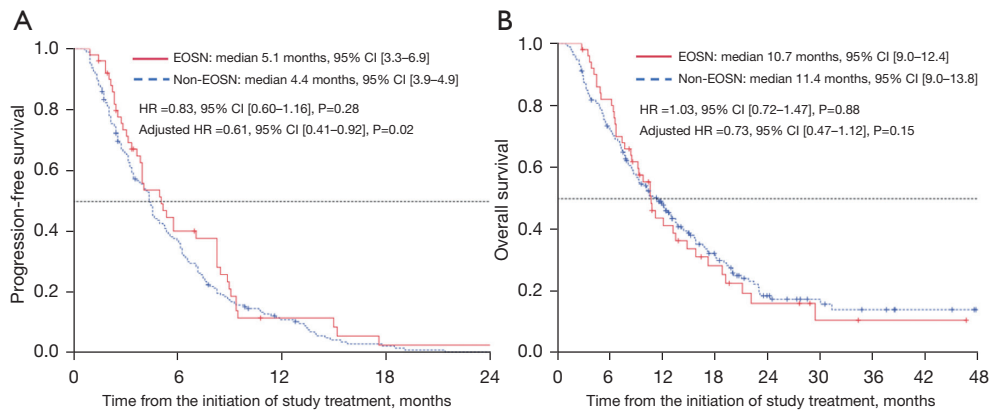 A
Progression-free survival
1.0
0.8
0.6
0.4
0.2
0.0
EOSN: median 5.1 months, 95% CI [3.3–6.9]
Non-EOSN: median 4.4 months, 95% CI [3.9–4.9]
HR =0.83, 95% CI [0.60–1.16], P=0.28
Adjusted HR =0.61, 95% CI [0.41–0.92], P=0.02
0 6 12 18 24
Time from the initiation of study treatment, months
B
Overall survival
1.0
0.8
0.6
0.4
0.2
0.0
EOSN: median 10.7 months, 95% CI [9.0–12.4]
Non-EOSN: median 11.4 months, 95% CI [9.0–13.8]
HR =1.03, 95% CI [0.72–1.47], P=0.88
Adjusted HR =0.73, 95% CI [0.47–1.12], P=0.15
0 6 12 18 24 30 36 42 48
Time from the initiation of study treatment, months